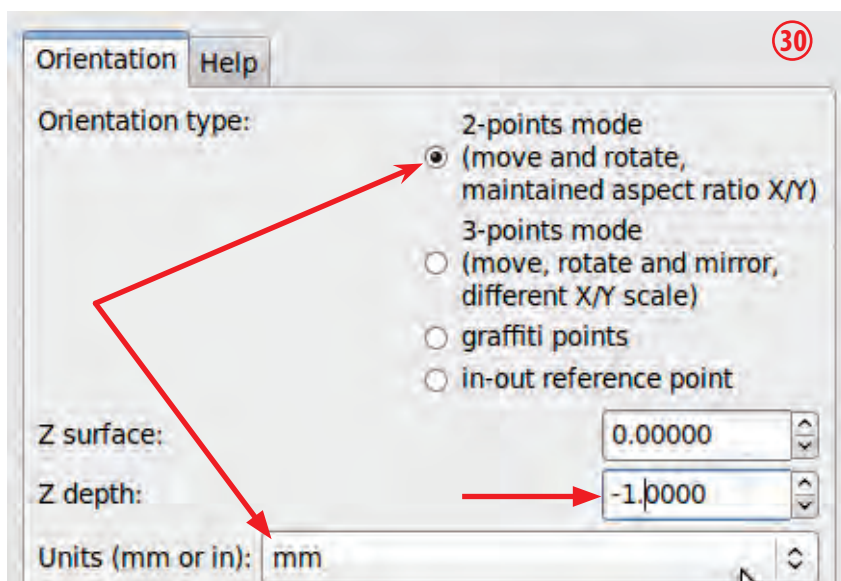 30
Orientation Help
Orientation type:
2-points mode
(move and rotate,
maintained aspect ratio X/Y)
3-points mode
(move, rotate and mirror,
different X/Y scale)
graffiti points
in-out reference point
Z surface: 0.00000
Z depth: -1.0000
Units (mm or in): mm